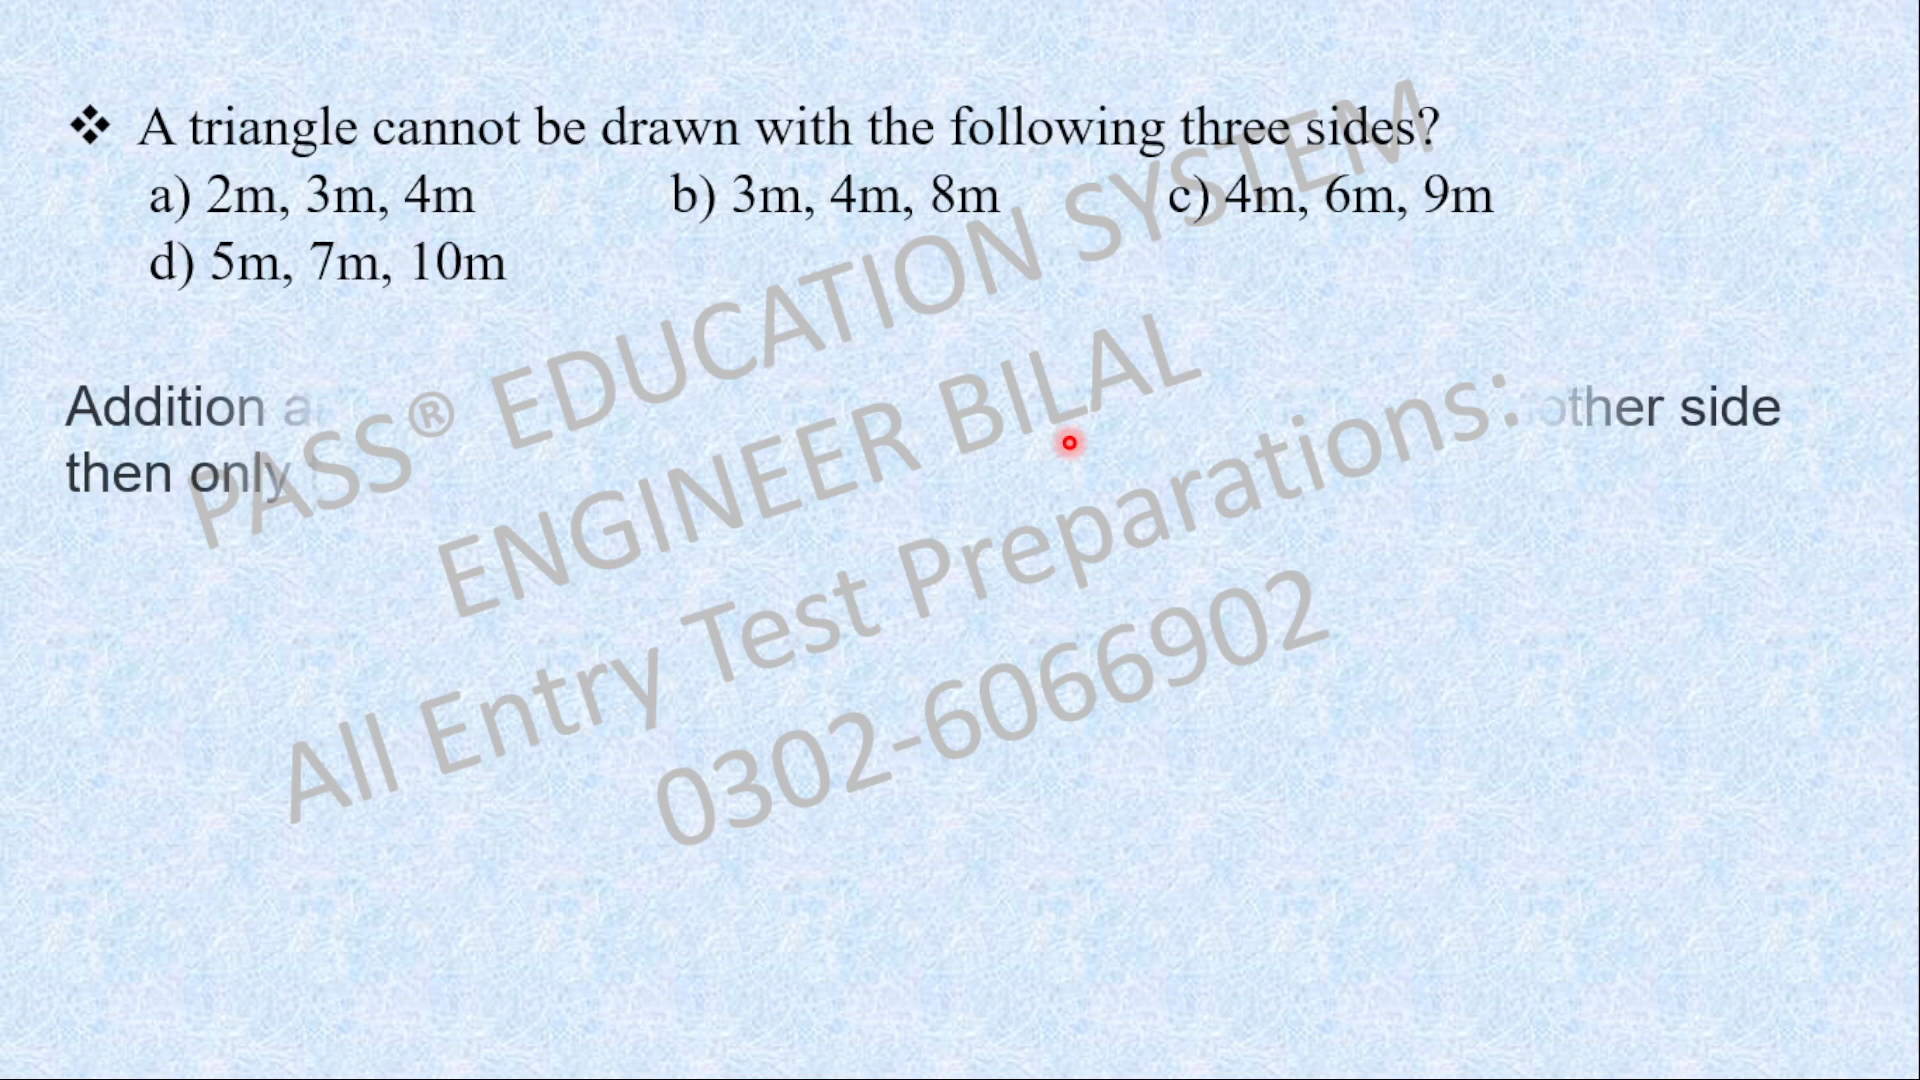 ❖ A triangle cannot be drawn with the following three sides?
a) 2m, 3m, 4m b) 3m, 4m, 8m c) 4m, 6m, 9m
d) 5m, 7m, 10m
Addition other side
then only
PASS® EDUCATION SYSTEM
ENGINEER BILAL
All Entry Test Preparations:
0302-6066902